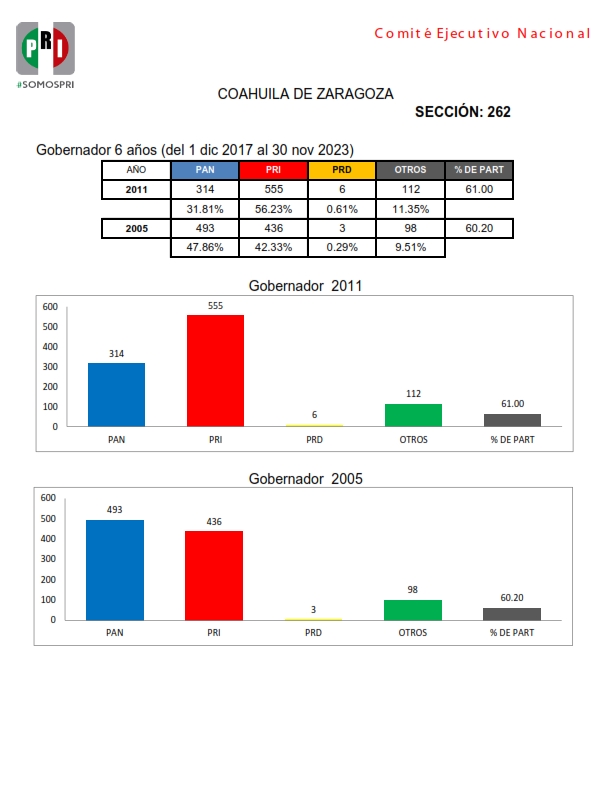 Comité Ejecutivo Nacional
PRI
#SOMOSPRI
COAHUILA DE ZARAGOZA
SECCIÓN: 262
Gobernador 6 años (del 1 dic 2017 al 30 nov 2023)
AÑO PAN PRI PRD OTROS % DE PART
2011 314 555 6 112 61.00
31.81% 56.23% 0.61% 11.35%
2005 493 436 3 98 60.20
47.86% 42.33% 0.29% 9.51%
Gobernador 2011
600
500
400
300
200
100
0
314
555
6
112
61.00
PAN PRI PRD OTROS % DE PART
Gobernador 2005
600
500
400
300
200
100
0
493
436
3
98
60.20
PAN PRI PRD OTROS % DE PART